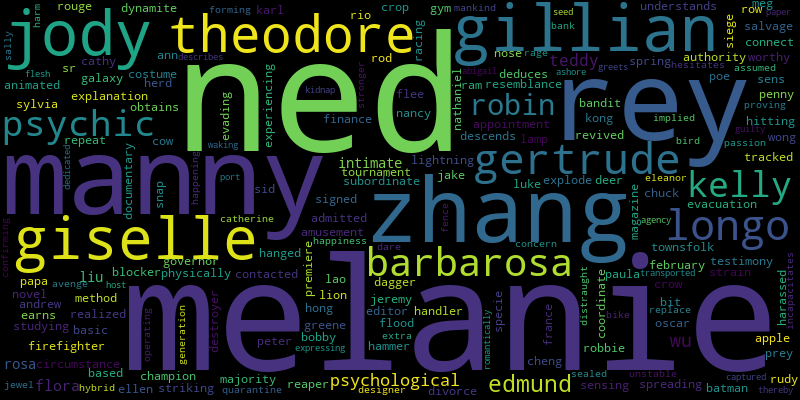 rouge dynamite forming karl crop gym mankind seed understands meg row
harm jody theodore rio gillian siege bank paper
sally cathy ann describes racing nose rage connect
flesh sr galaxy costume rod teddy spring authority worthy
animated herd experiencing kidnap stronger ram abigail greets hesitates assumed
explanation obtains ned flee deduces ashore poe sens
sylvia evading nathaniel resemblance rey penny
psychic finance nancy robin bandit kong implied proving
repeat cow waking appointment revived hitting
descends lamp bird guilty wong
manny intimate lightning gertrude passion tracked
dedicated documentary snap happening port sid tournament jake luke explode deer eleanor kelly
subordinate chuck evacuation
signed zhang magazine
giselle catherine admitted fence agency longo
confirming amusement happiness dare concern townsfolk
governor hanged premiere barbarosa testimony
papa liu blocker physically contacted lao paula transported february strain
avenge host dagger crow
novel method melanie lion jeremy specie distraught coordinate bit harassed incapacitates
andrew realized hong editor handler replace
earns destroyer generation greene flood france bike oscar
studying basic operating bobby extra apple
firefighter peter hammer romantically robbie wu prey
rosa circumstance expressing cheng
based majority reaper psychological sealed unstable captured rudy
jewel flora hybrid champion quarantine designer edmund sensing spreading batman thereby
ellen striking divorce
salvage